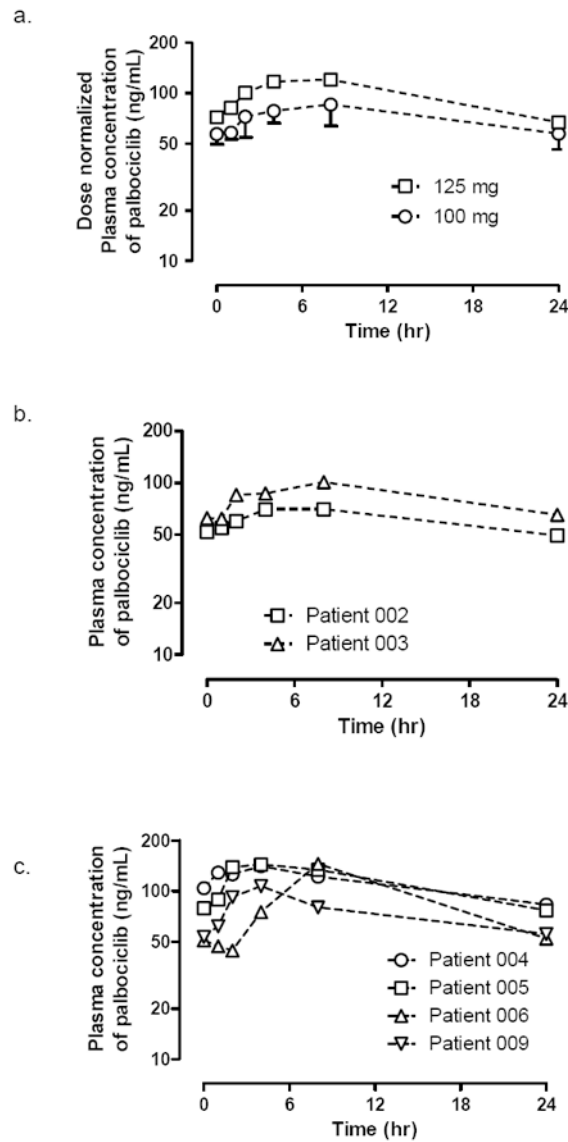 a.
Dose normalized
Plasma concentration
of palbociclib (ng/mL)
200
100
50
20
10
125 mg
100 mg
0 6 12 18 24
Time (hr)
b.
Plasma concentration
of palbociclib (ng/mL)
200
100
50
20
10
Patient 002
Patient 003
0 6 12 18 24
Time (hr)
c.
Plasma concentration
of palbociclib (ng/mL)
200
100
50
20
10
Patient 004
Patient 005
Patient 006
Patient 009
0 6 12 18 24
Time (hr)